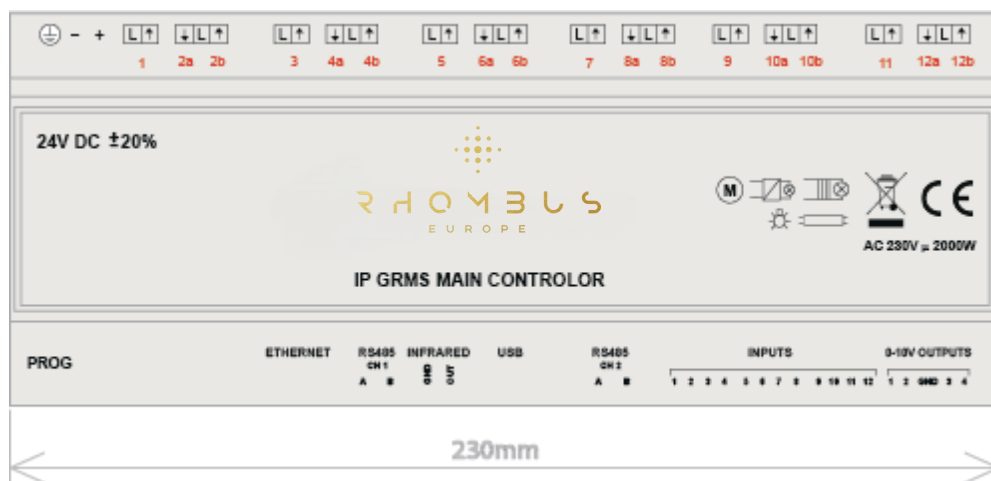 - + L L L L L L L L L L L L
1 2a 2b 3 4a 4b 5 6a 6b 7 8a 8b 9 10a 10b 11 12a 12b
24V DC ±20%
RHOMBUS
EUROPE
M
CE
AC 230V µ 2000W
IP GRMS MAIN CONTROLOR
PROG
ETHERNET RS485 INFRARED USB RS485 INPUTS 0-10V OUTPUTS
CH 1 CH 2
GND OUT
A B A B 1 2 3 4 5 6 7 8 9 10 11 12 1 2 GND 3 4
230mm